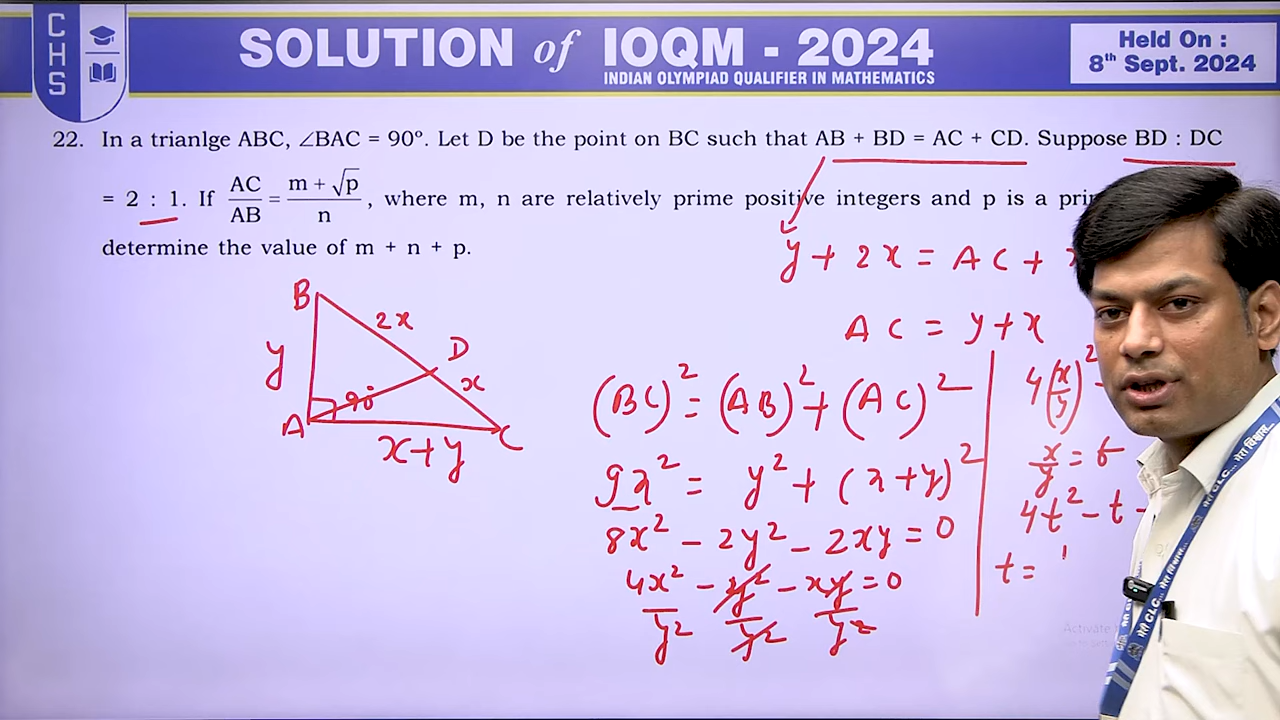 CHS
SOLUTION of IOQM - 2024
INDIAN OLYMPIAD QUALIFIER IN MATHEMATICS
Held On :
8th Sept. 2024
22. In a trianlge ABC, ∠BAC = 90°. Let D be the point on BC such that AB + BD = AC + CD. Suppose BD : DC
= 2 : 1. If AC/AB = (m + √p)/n, where m, n are relatively prime positive integers and p is a
determine the value of m + n + p.
y + 2x = AC +
AC = y + x
B
2x
D
y
x
90°
A
C
x + y
(BC)² = (AB)² + (AC)²
9x² = y² + (x + y)²
8x² - 2y² - 2xy = 0
4x²/y² - y²/y² - xy/y² = 0
4(x/y)² -
x/y = t
4t² - t -
t =